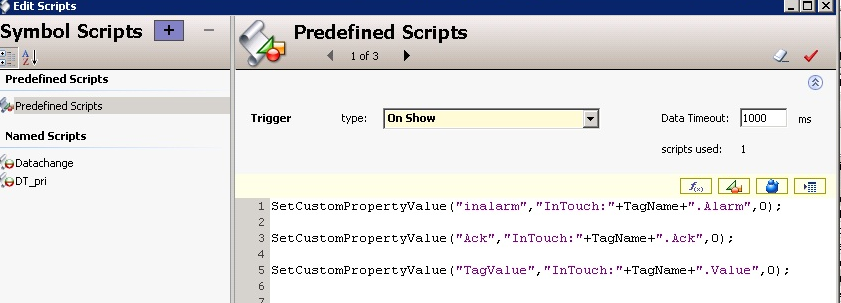 Edit Scripts
Symbol Scripts + −
Predefined Scripts
Predefined Scripts
Named Scripts
Datachange
DT_pri
Predefined Scripts
1 of 3
Trigger type: On Show Data Timeout: 1000 ms
scripts used: 1
f(x)
1 SetCustomPropertyValue("inalarm","InTouch:"+TagName+".Alarm",0);
2
3 SetCustomPropertyValue("Ack","InTouch:"+TagName+".Ack",0);
4
5 SetCustomPropertyValue("TagValue","InTouch:"+TagName+".Value",0);
6
7